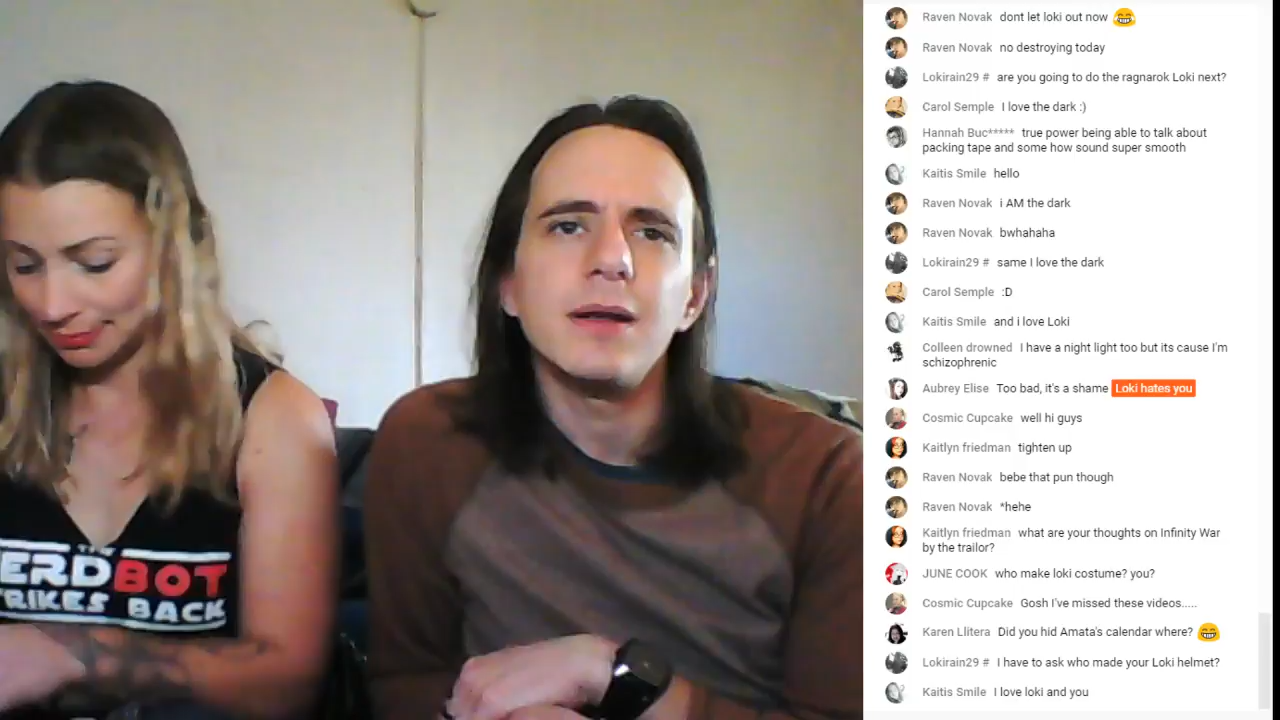 THE
ERDBOT
RIKES BACK
Raven Novak dont let loki out now 😂
Raven Novak no destroying today
Lokirain29 # are you going to do the ragnarok Loki next?
Carol Semple I love the dark :)
Hannah Buc***** true power being able to talk about
packing tape and some how sound super smooth
Kaitis Smile hello
Raven Novak i AM the dark
Raven Novak bwhahaha
Lokirain29 # same I love the dark
Carol Semple :D
Kaitis Smile and i love Loki
Colleen drowned I have a night light too but its cause I'm
schizophrenic
Aubrey Elise Too bad, it's a shame Loki hates you
Cosmic Cupcake well hi guys
Kaitlyn friedman tighten up
Raven Novak bebe that pun though
Raven Novak *hehe
Kaitlyn friedman what are your thoughts on Infinity War
by the trailor?
JUNE COOK who make loki costume? you?
Cosmic Cupcake Gosh I've missed these videos.....
Karen Llitera Did you hid Amata's calendar where? 😂
Lokirain29 # I have to ask who made your Loki helmet?
Kaitis Smile I love loki and you